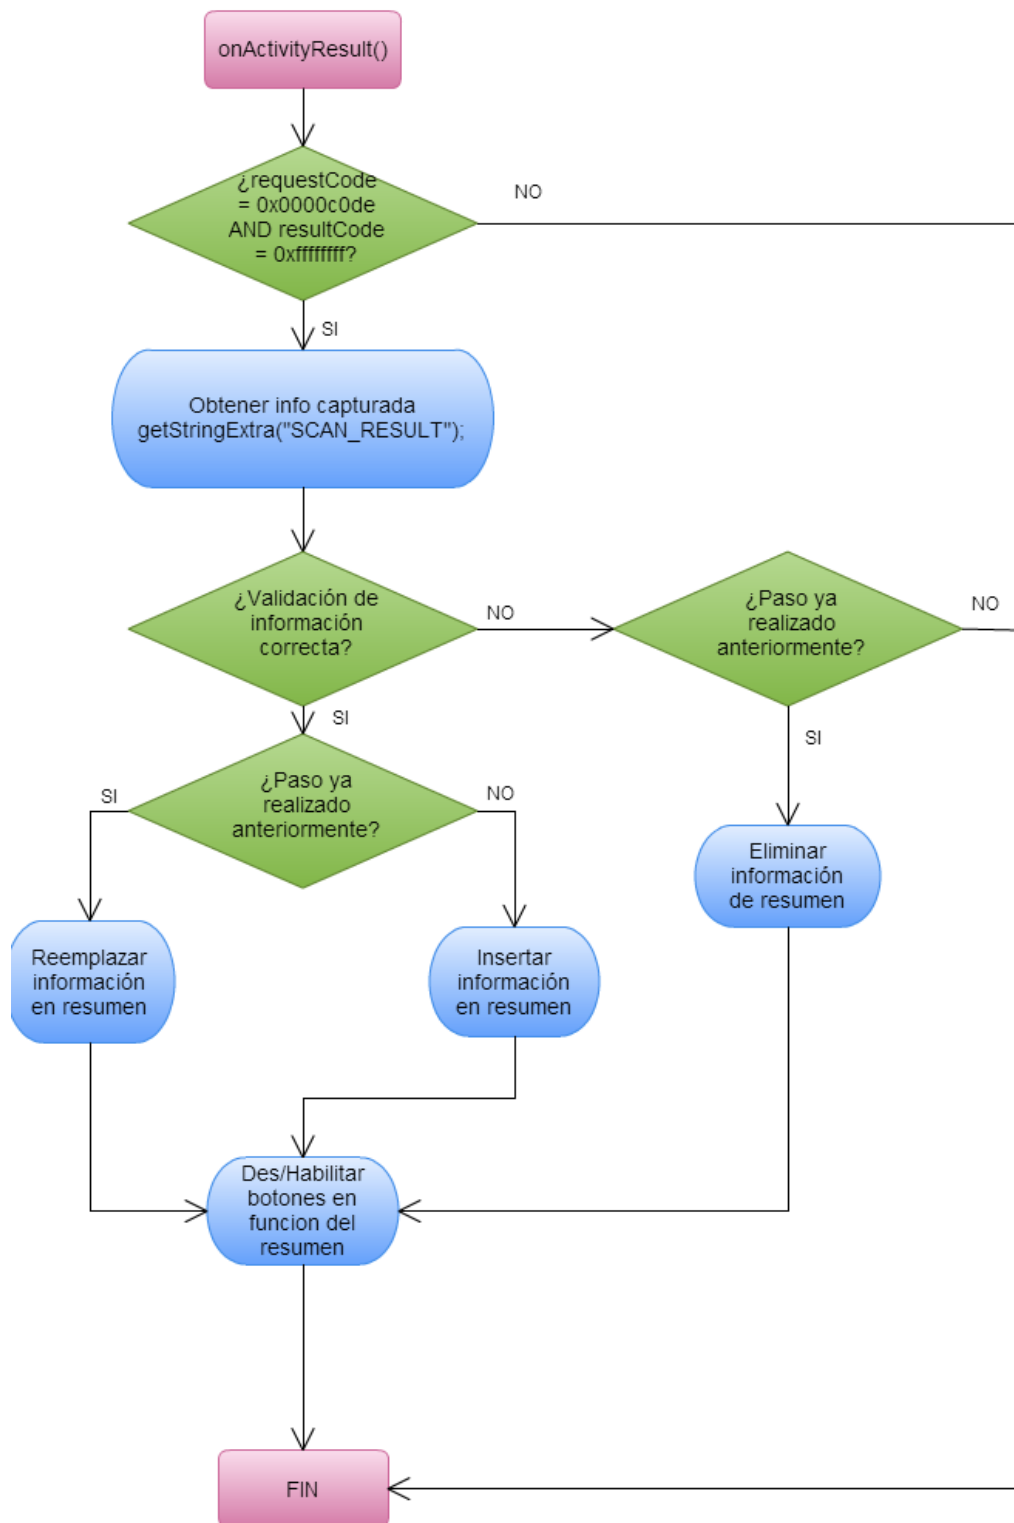 onActivityResult()
¿requestCode
= 0x0000c0de
AND resultCode
= 0xffffffff?
NO
SI
Obtener info capturada
getStringExtra("SCAN_RESULT");
¿Validación de
información
correcta?
NO
¿Paso ya
realizado
anteriormente?
NO
SI
SI
¿Paso ya
realizado
anteriormente?
SI
NO
Eliminar
información
de resumen
Reemplazar
información
en resumen
Insertar
información
en resumen
Des/Habilitar
botones en
funcion del
resumen
FIN